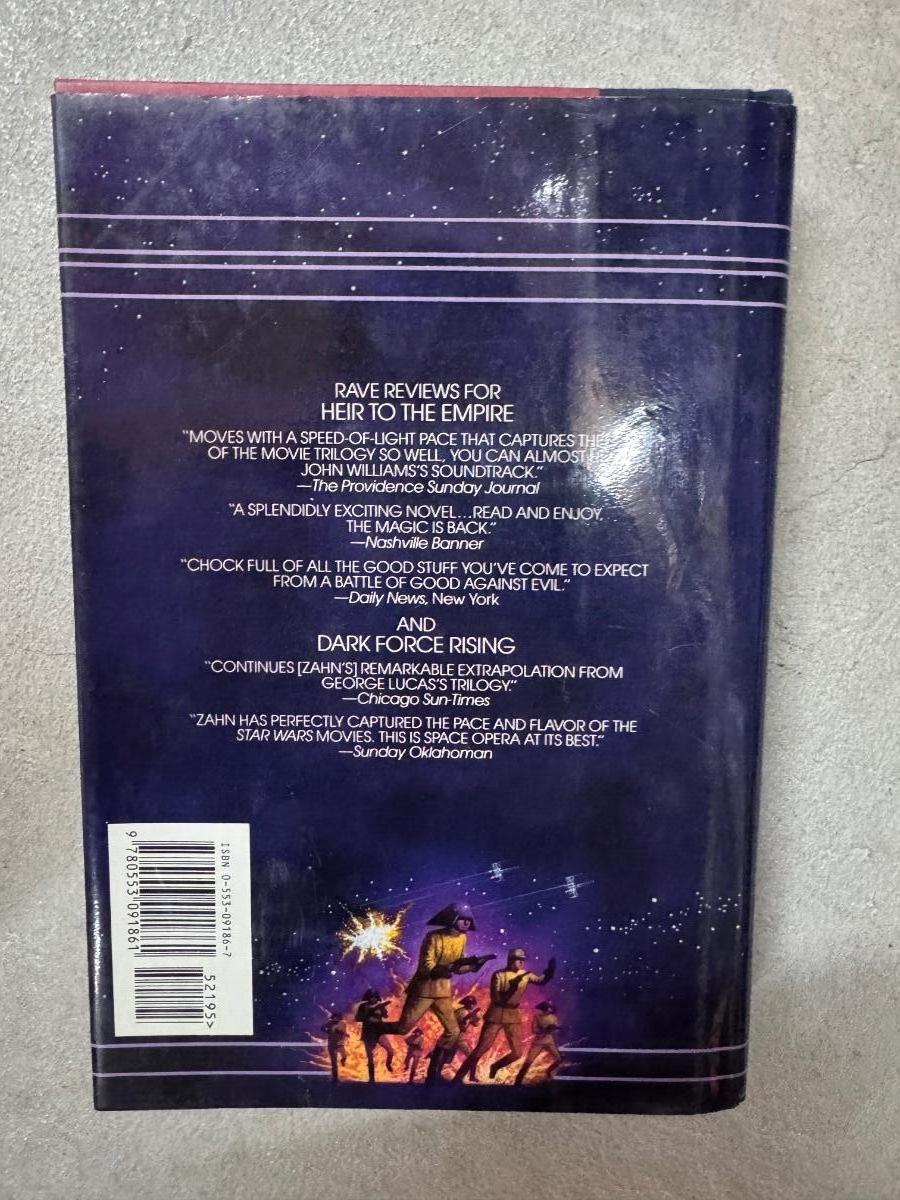 RAVE REVIEWS FOR
HEIR TO THE EMPIRE
"MOVES WITH A SPEED-OF-LIGHT PACE THAT CAPTURES THE
OF THE MOVIE TRILOGY SO WELL, YOU CAN ALMOST
JOHN WILLIAMS'S SOUNDTRACK."
—The Providence Sunday Journal
"A SPLENDIDLY EXCITING NOVEL...READ AND ENJOY.
THE MAGIC IS BACK."
—Nashville Banner
"CHOCK FULL OF ALL THE GOOD STUFF YOU'VE COME TO EXPECT
FROM A BATTLE OF GOOD AGAINST EVIL."
—Daily News, New York
AND
DARK FORCE RISING
"CONTINUES [ZAHN'S] REMARKABLE EXTRAPOLATION FROM
GEORGE LUCAS'S TRILOGY."
—Chicago Sun-Times
"ZAHN HAS PERFECTLY CAPTURED THE PACE AND FLAVOR OF THE
STAR WARS MOVIES. THIS IS SPACE OPERA AT ITS BEST."
—Sunday Oklahoman
ISBN 0-553-09186-7
9 780553 091861
52195>